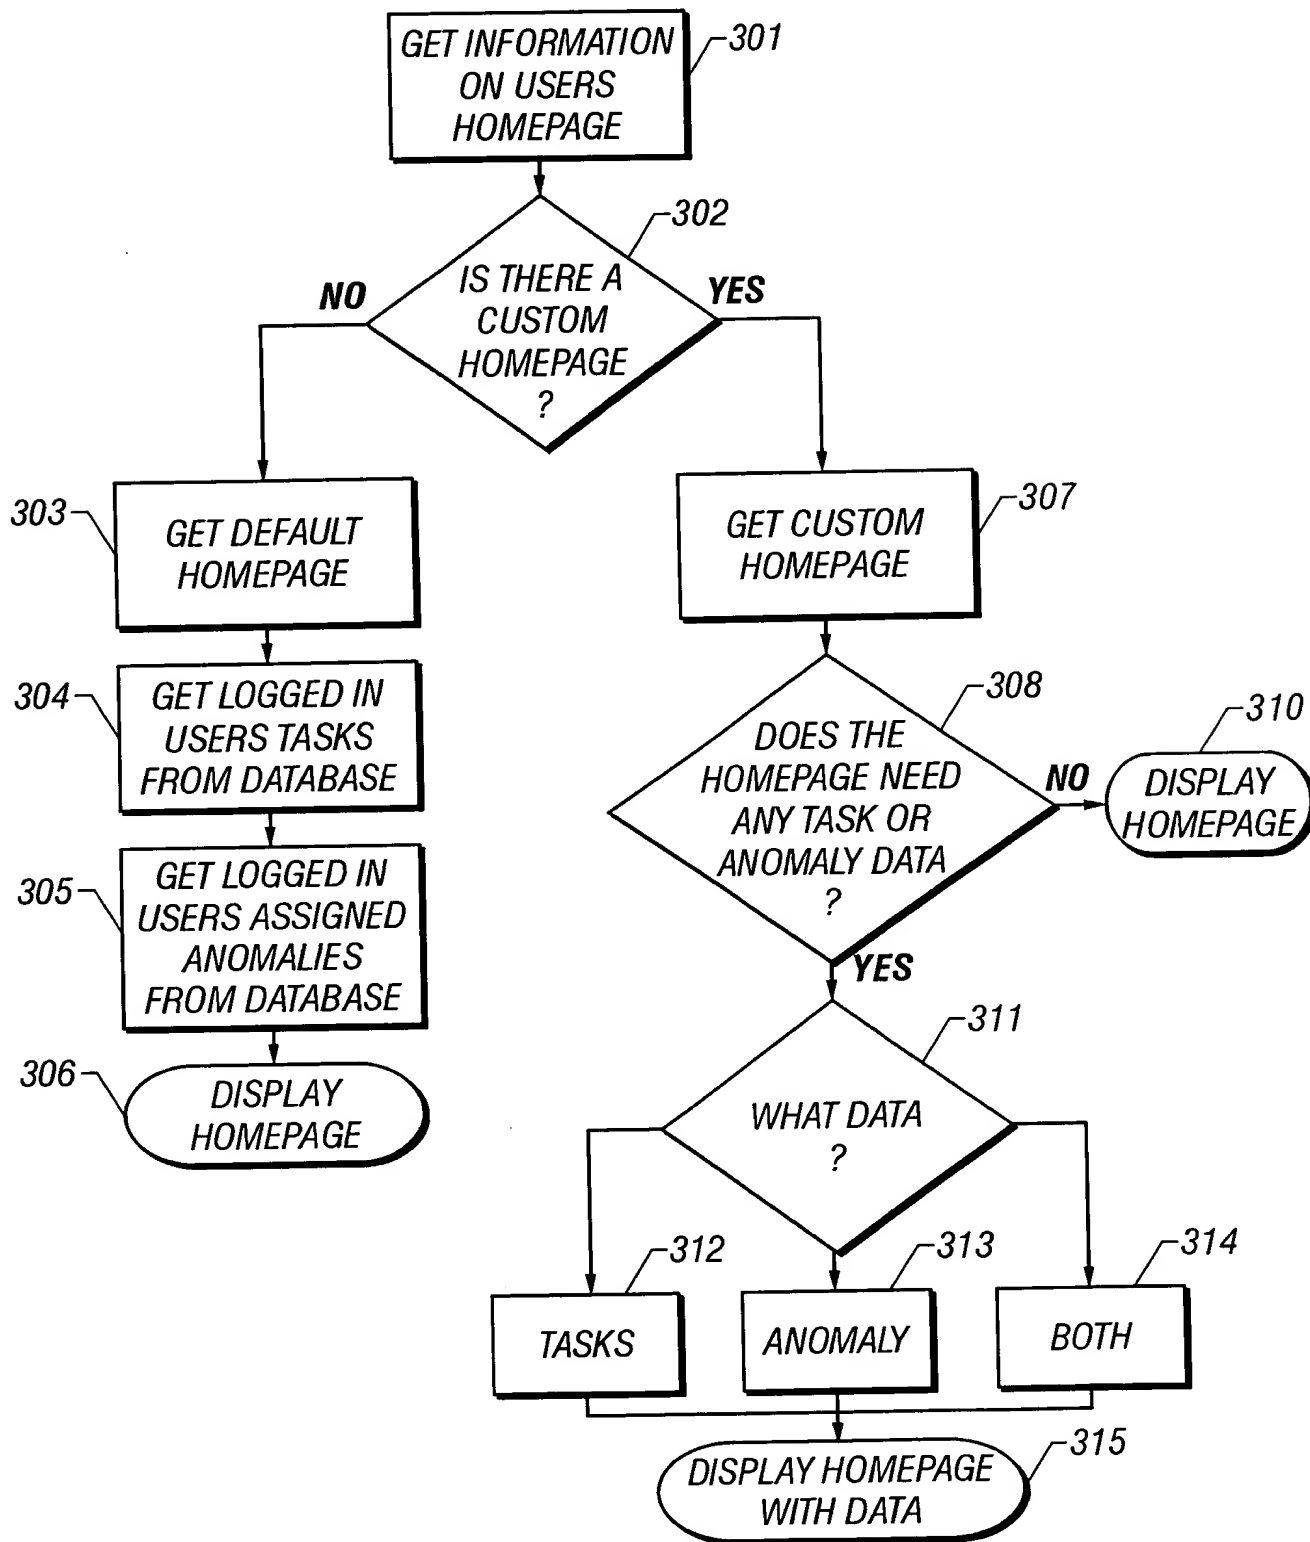 GET INFORMATION
ON USERS
HOMEPAGE
301
302
IS THERE A
CUSTOM
HOMEPAGE
?
NO
YES
303
GET DEFAULT
HOMEPAGE
307
GET CUSTOM
HOMEPAGE
304
GET LOGGED IN
USERS TASKS
FROM DATABASE
308
DOES THE
HOMEPAGE NEED
ANY TASK OR
ANOMALY DATA
?
NO
310
DISPLAY
HOMEPAGE
305
GET LOGGED IN
USERS ASSIGNED
ANOMALIES
FROM DATABASE
YES
306
DISPLAY
HOMEPAGE
311
WHAT DATA
?
312
TASKS
313
ANOMALY
314
BOTH
315
DISPLAY HOMEPAGE
WITH DATA